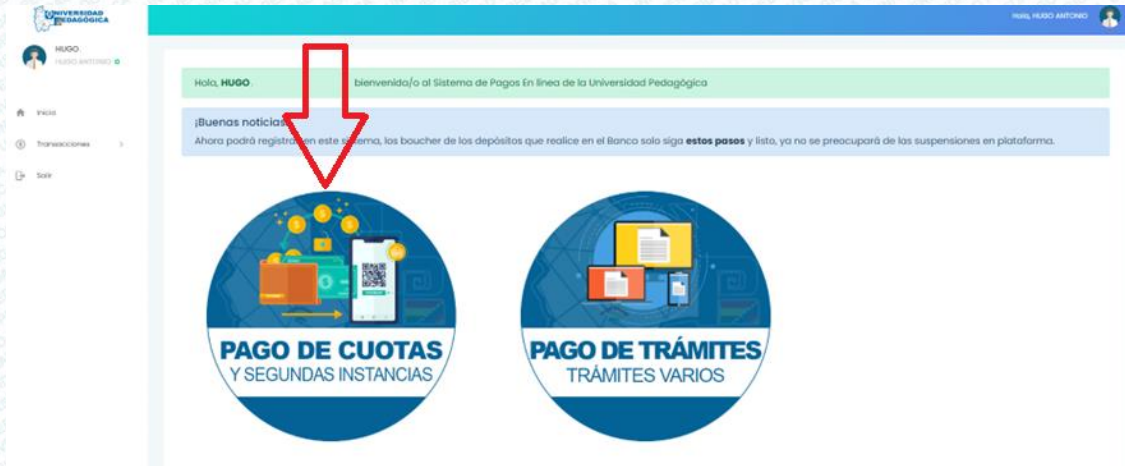 UNIVERSIDAD
PEDAGÓGICA
Hola, HUGO ANTONIO
HUGO.
HUGO ANTONIO
Inicio
Transacciones
Salir
Hola, HUGO. bienvenida/o al Sistema de Pagos En línea de la Universidad Pedagógica
¡Buenas noticias
Ahora podrá en este sistema, los boucher de los depósitos que realice en el Banco solo siga estos pasos y listo, ya no se preocupará de las suspensiones en plataforma.
PAGO DE CUOTAS
Y SEGUNDAS INSTANCIAS
PAGO DE TRÁMITES
TRÁMITES VARIOS